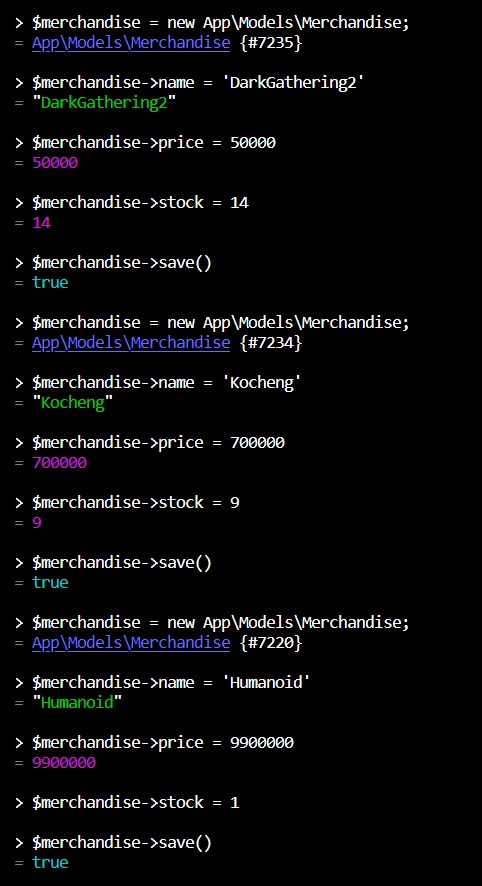 > $merchandise = new App\Models\Merchandise;
= App\Models\Merchandise {#7235}
> $merchandise->name = 'DarkGathering2'
= "DarkGathering2"
> $merchandise->price = 50000
= 50000
> $merchandise->stock = 14
= 14
> $merchandise->save()
= true
> $merchandise = new App\Models\Merchandise;
= App\Models\Merchandise {#7234}
> $merchandise->name = 'Kocheng'
= "Kocheng"
> $merchandise->price = 700000
= 700000
> $merchandise->stock = 9
= 9
> $merchandise->save()
= true
> $merchandise = new App\Models\Merchandise;
= App\Models\Merchandise {#7220}
> $merchandise->name = 'Humanoid'
= "Humanoid"
> $merchandise->price = 9900000
= 9900000
> $merchandise->stock = 1
> $merchandise->save()
= true